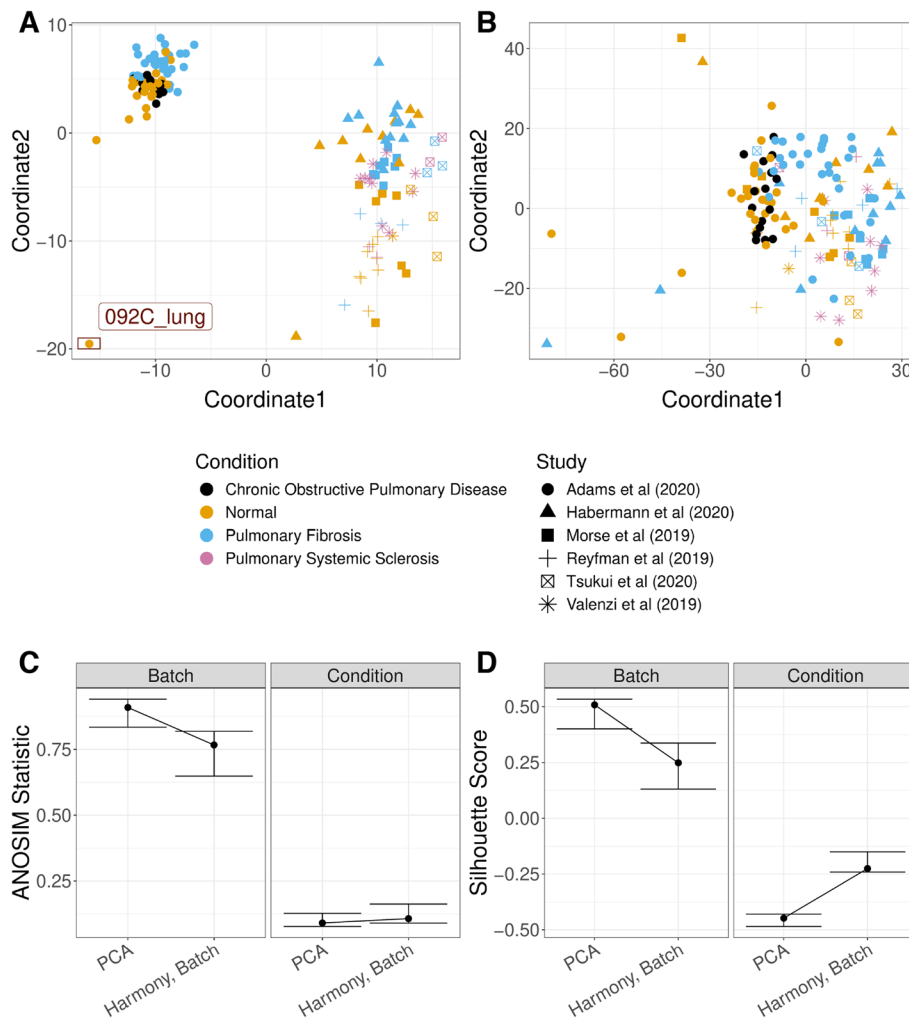 A
B
10
0
−10
−20
Coordinate2
092C_lung
−10
0
10
Coordinate1
40
20
0
−20
Coordinate2
−60
−30
0
30
Coordinate1
Condition
Chronic Obstructive Pulmonary Disease
Normal
Pulmonary Fibrosis
Pulmonary Systemic Sclerosis
Study
Adams et al (2020)
Habermann et al (2020)
Morse et al (2019)
Reyfman et al (2019)
Tsukui et al (2020)
Valenzi et al (2019)
C
Batch
Condition
ANOSIM Statistic
0.75
0.50
0.25
PCA
Harmony, Batch
PCA
Harmony, Batch
D
Batch
Condition
Silhouette Score
0.50
0.25
0.00
−0.25
−0.50
PCA
Harmony, Batch
PCA
Harmony, Batch